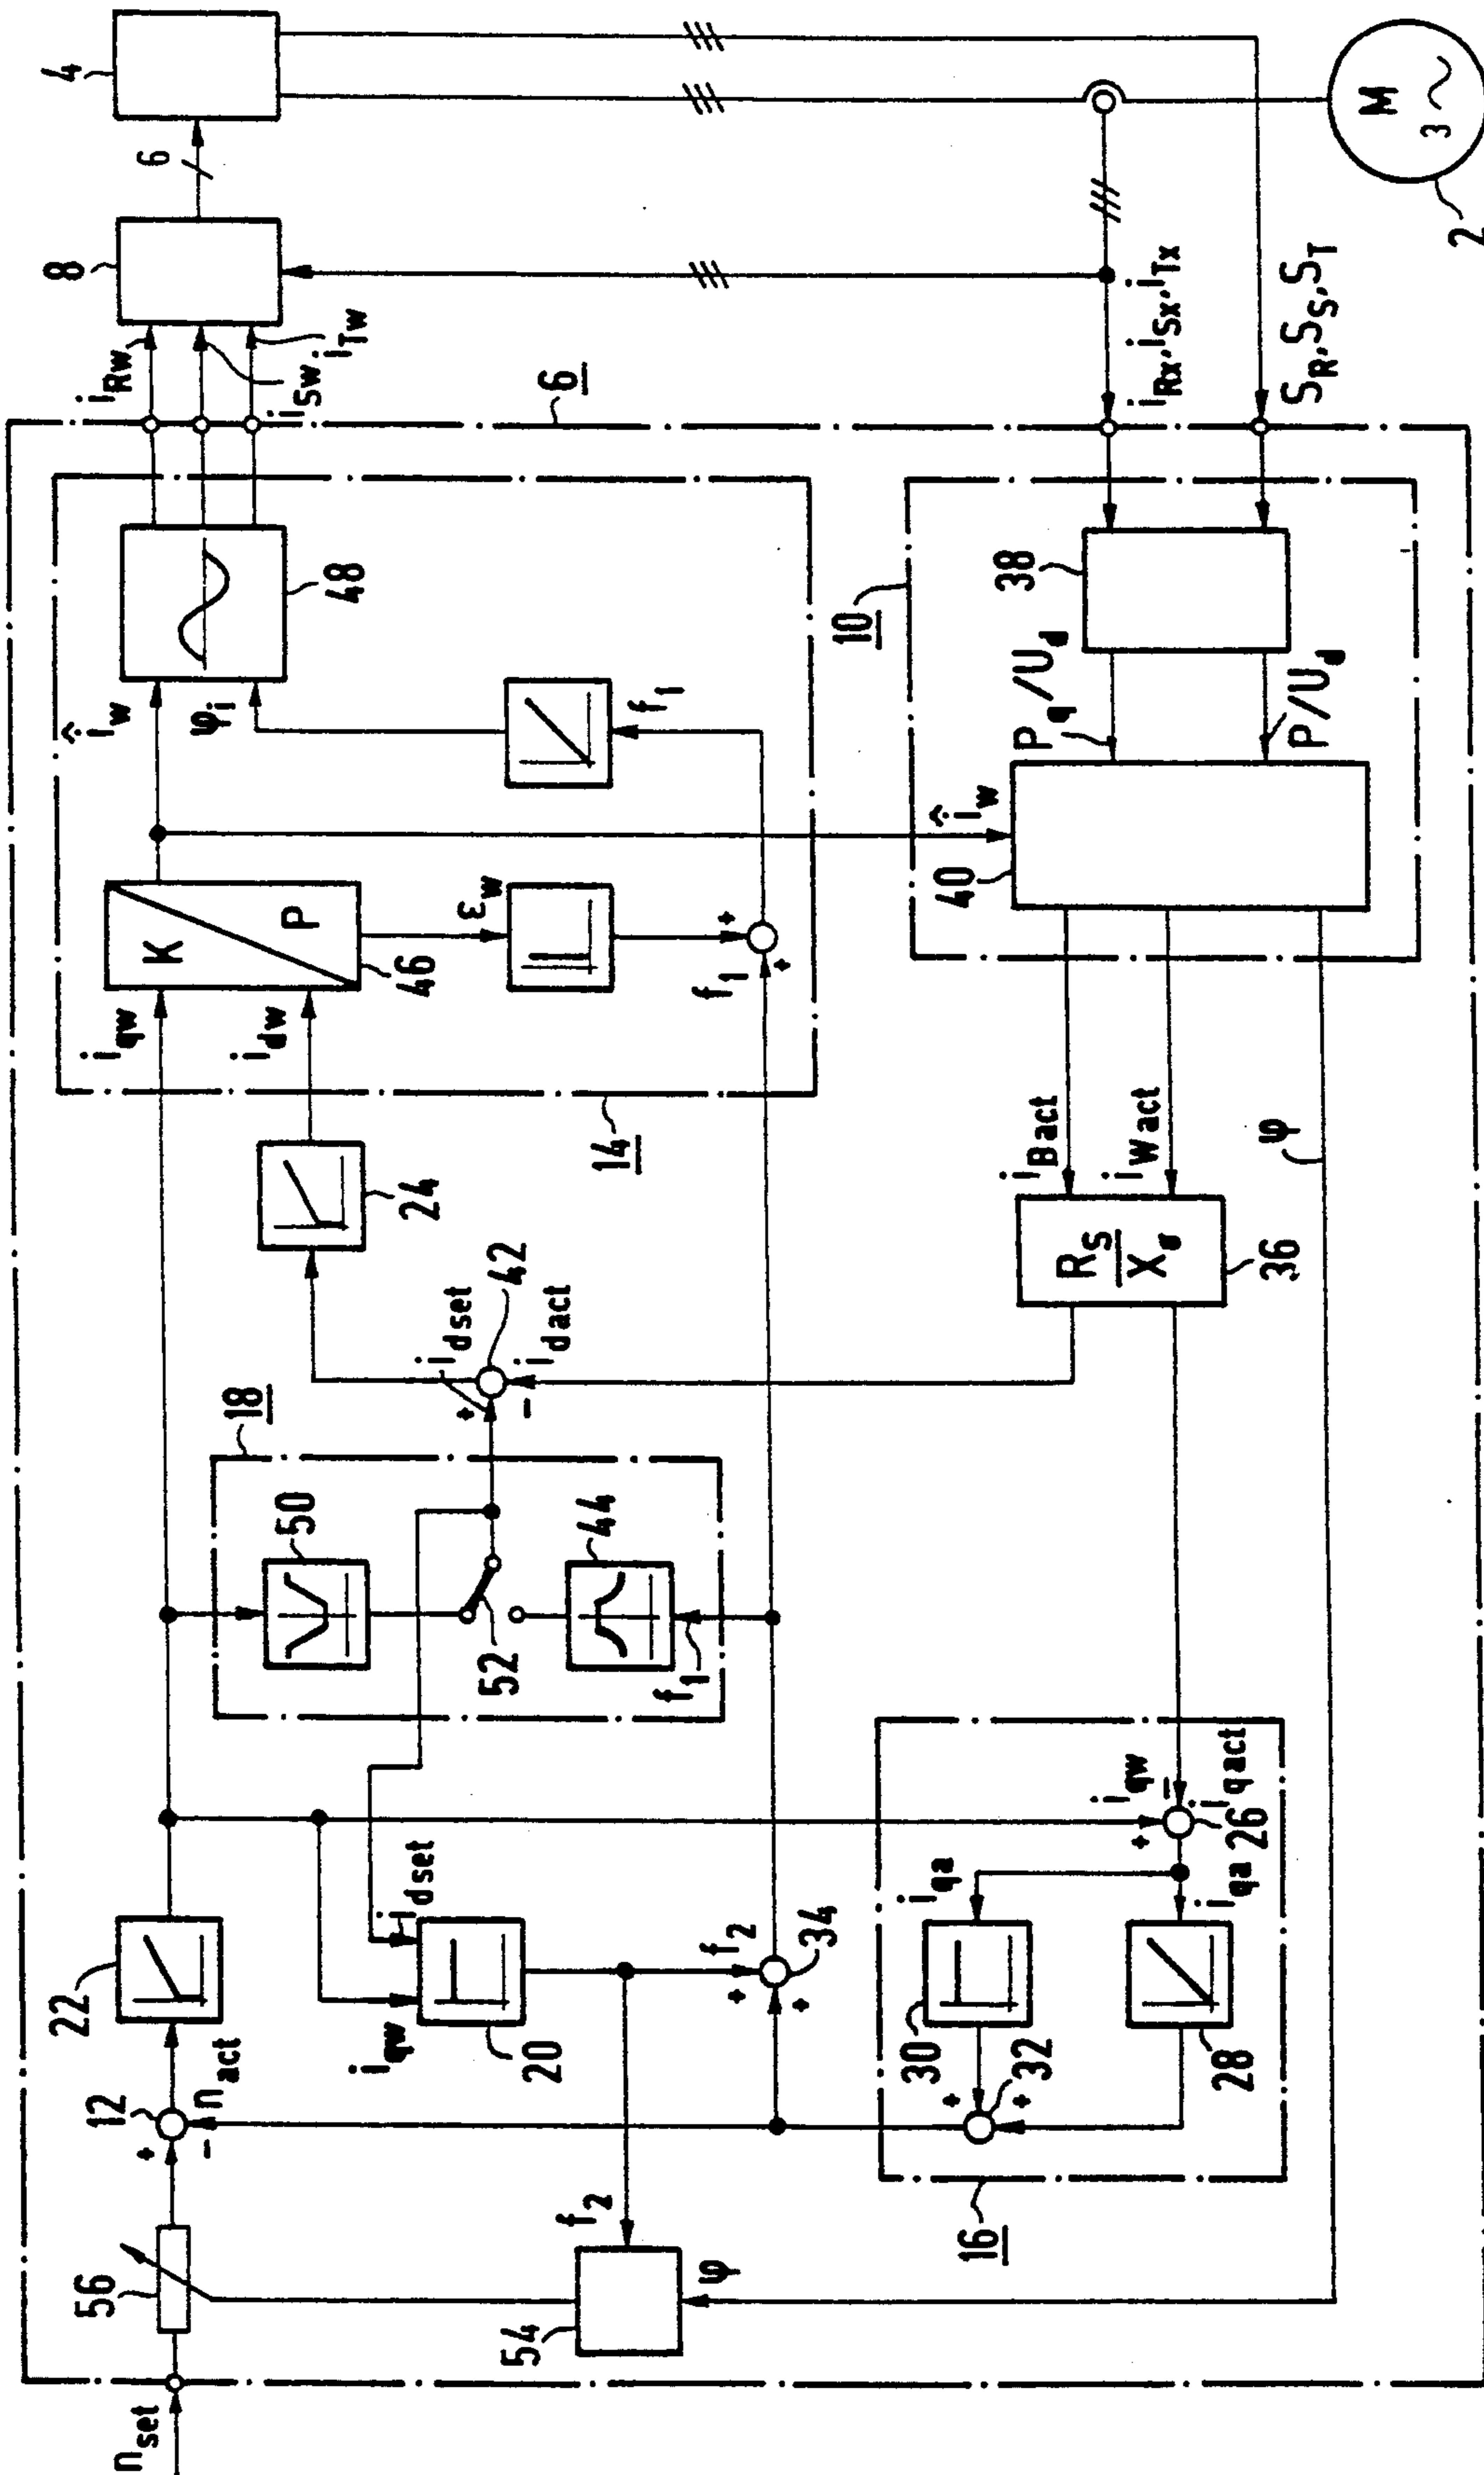 n_set
56
+
-
12
n_act
22
i_qw
i_dset
20
f_2
54
φ
f_2
+
+
34
18
50
52
44
f_1
+
i_dset
-
i_dact
42
24
i_qw
i_dw
K
P
46
ε_w
f_1
+
+
f_1
î_w
φ_i
48
14
i_Rw
i_Sw
i_Tw
6
8
6
4
16
30
i_qa
+
+
32
28
i_qa
+
-
i_qw
i_qact
26
R_S
X_σ
36
i_Bact
i_Wact
φ
10
40
î_w
P_q/U_d
P/U_d
38
i_Rx, i_Sx, i_Tx
S_R, S_S, S_T
M
3 ~
2